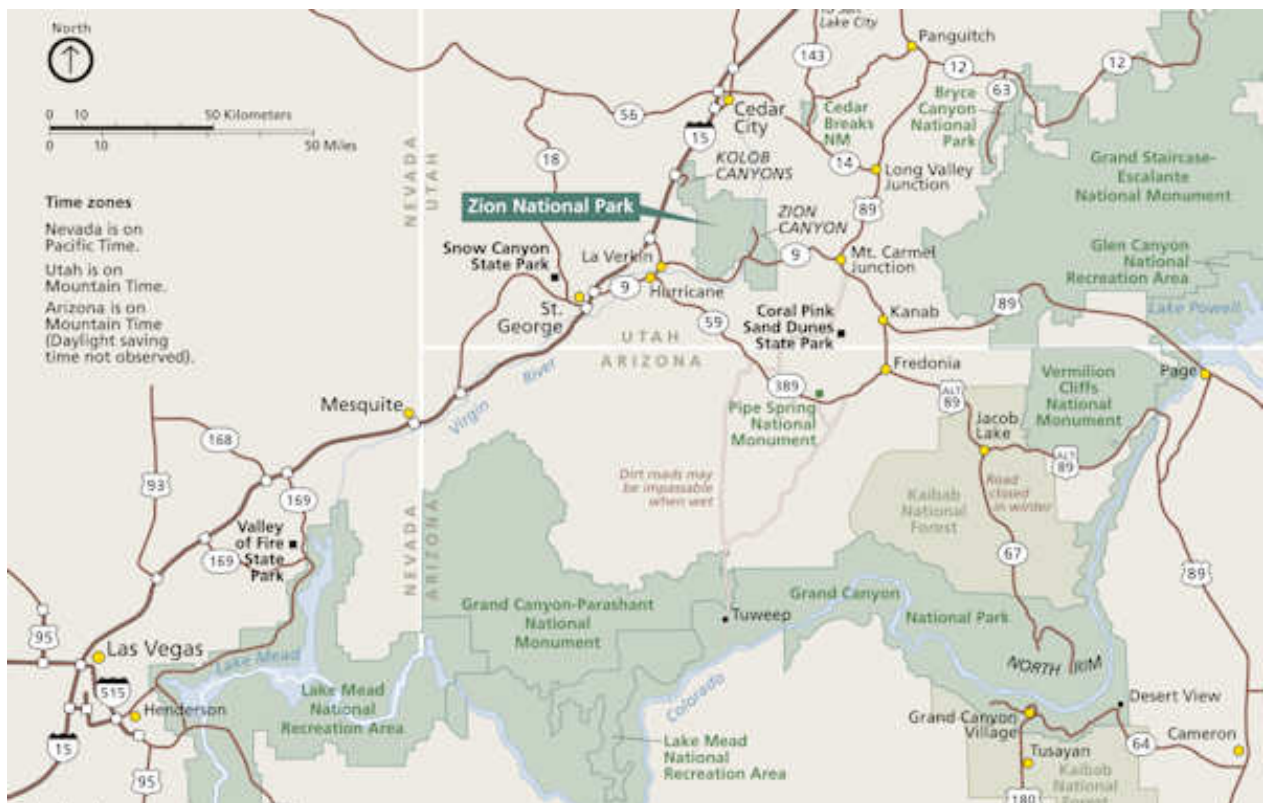 North
0 10 50 Kilometers
0 10 50 Miles
Time zones
Nevada is on
Pacific Time.
Utah is on
Mountain Time.
Arizona is on
Mountain Time
(Daylight saving
time not observed).
Lake City
Panguitch
143
12
12
63
Bryce
Canyon
National
Park
56
Cedar
City
Cedar
Breaks
NM
15
18
KOLOB
CANYONS
14
Long Valley
Junction
Grand Staircase-
Escalante
National Monument
NEVADA
UTAH
Zion National Park
89
ZION
CANYON
Snow Canyon
State Park
La Verkin
9
Mt. Carmel
Junction
Glen Canyon
National
Recreation Area
9
Hurricane
St.
George
59
Coral Pink
Sand Dunes
State Park
Kanab
89
Lake Powell
UTAH
ARIZONA
Fredonia
Page
Vermilion
Cliffs
National
Monument
River
Virgin
389
ALT
89
Mesquite
Pipe Spring
National
Monument
Jacob
Lake
ALT
89
168
93
169
Dirt roads may
be impassable
when wet
Road
closed
in winter
Kaibab
National
Forest
Valley
of Fire
State
Park
169
NEVADA
ARIZONA
67
89
Grand Canyon-Parashant
National
Monument
Tuweep
Grand Canyon
National Park
95
Las Vegas
Lake Mead
NORTH RIM
515
Henderson
Lake Mead
National
Recreation Area
Colorado
Desert View
Grand Canyon
Village
15
95
Lake Mead
National
Recreation Area
Tusayan
64
Cameron
Kaibab
National
Forest
180